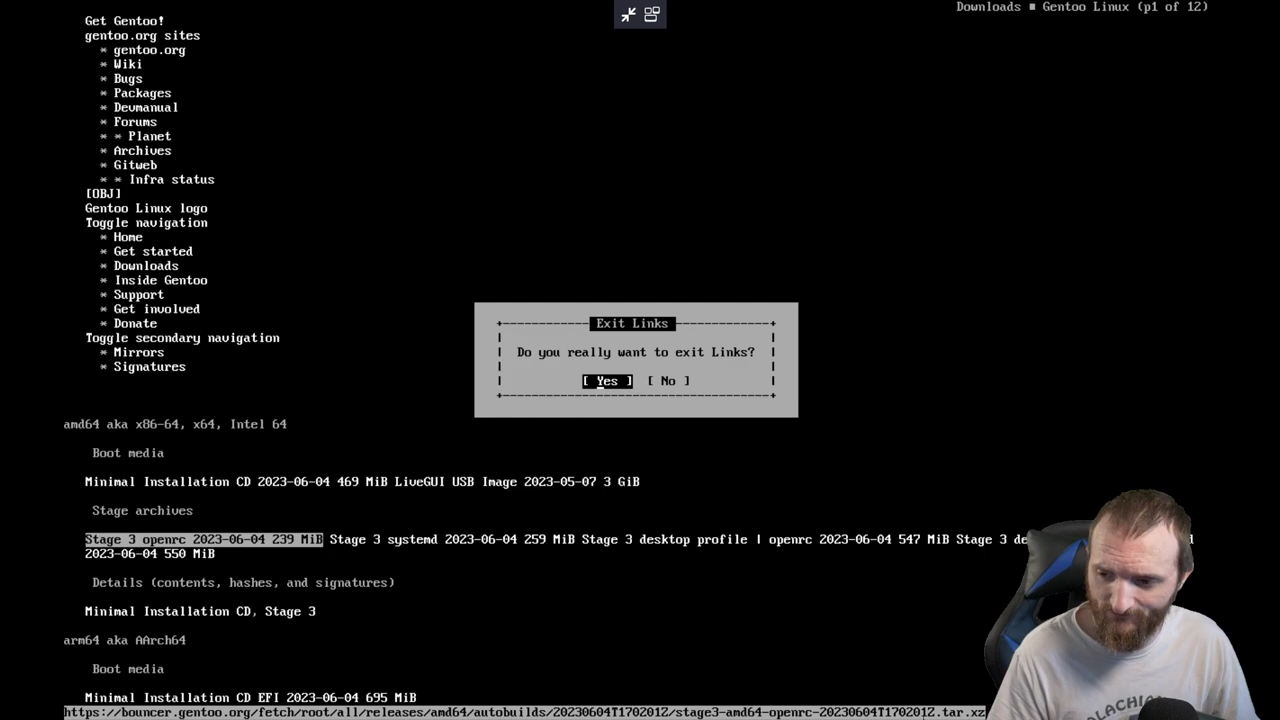 Downloads ■ Gentoo Linux (p1 of 12)
Get Gentoo!
gentoo.org sites
* gentoo.org
* Wiki
* Bugs
* Packages
* Devmanual
* Forums
* * Planet
* Archives
* Gitweb
* * Infra status
[OBJ]
Gentoo Linux logo
Toggle navigation
* Home
* Get started
* Downloads
* Inside Gentoo
* Support
* Get involved
* Donate
Toggle secondary navigation
* Mirrors
* Signatures
Exit Links
Do you really want to exit Links?
[ Yes ] [ No ]
amd64 aka x86-64, x64, Intel 64
Boot media
Minimal Installation CD 2023-06-04 469 MiB LiveGUI USB Image 2023-05-07 3 GiB
Stage archives
Stage 3 openrc 2023-06-04 239 MiB Stage 3 systemd 2023-06-04 259 MiB Stage 3 desktop profile | openrc 2023-06-04 547 MiB Stage 3
2023-06-04 550 MiB
Details (contents, hashes, and signatures)
Minimal Installation CD, Stage 3
arm64 aka AArch64
Boot media
Minimal Installation CD EFI 2023-06-04 695 MiB
https://bouncer.gentoo.org/fetch/root/all/releases/amd64/autobuilds/20230604T170201Z/stage3-amd64-openrc-20230604T170201Z.tar.xz